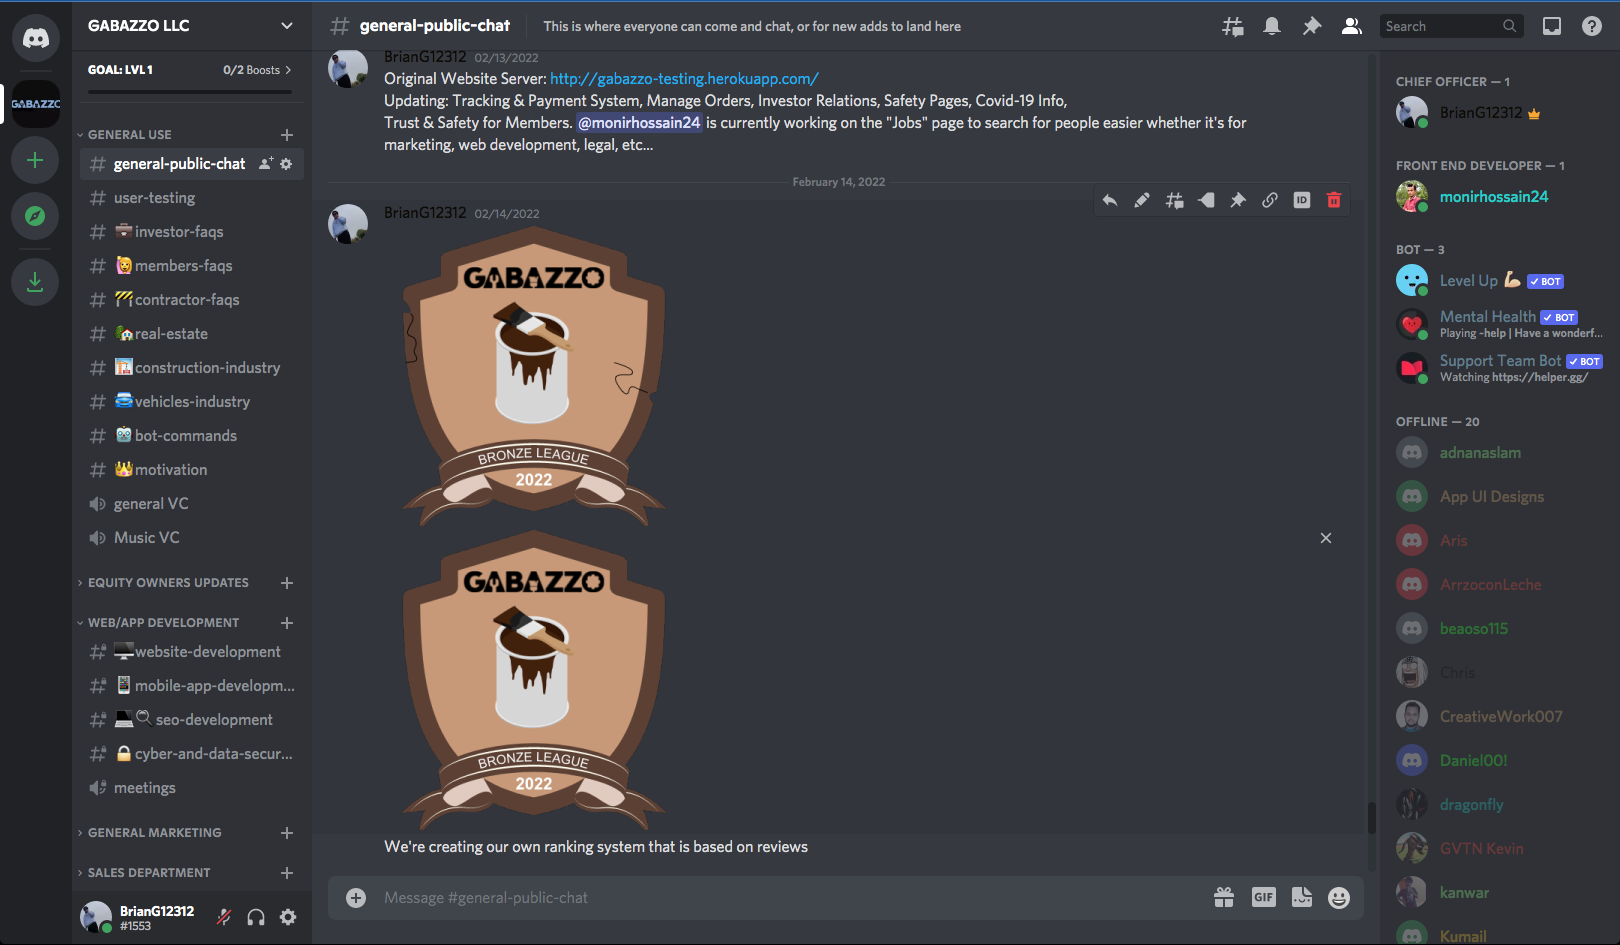 GABAZZO LLC
general-public-chat
This is where everyone can come and chat, or for new adds to land here
Search
GOAL: LVL 1
0/2 Boosts
GABAZZO
GENERAL USE
general-public-chat
user-testing
investor-faqs
members-faqs
contractor-faqs
real-estate
construction-industry
vehicles-industry
bot-commands
motivation
general VC
Music VC
EQUITY OWNERS UPDATES
WEB/APP DEVELOPMENT
website-development
mobile-app-developm...
seo-development
cyber-and-data-secur...
meetings
GENERAL MARKETING
SALES DEPARTMENT
BrianG12312
#1553
BrianG12312 02/13/2022
Original Website Server: http://gabazzo-testing.herokuapp.com/
Updating: Tracking & Payment System, Manage Orders, Investor Relations, Safety Pages, Covid-19 Info,
Trust & Safety for Members. @monirhossain24 is currently working on the "Jobs" page to search for people easier whether it's for
marketing, web development, legal, etc...
February 14, 2022
BrianG12312 02/14/2022
ID
GABAZZO
BRONZE LEAGUE
2022
GABAZZO
BRONZE LEAGUE
2022
We're creating our own ranking system that is based on reviews
Message #general-public-chat
GIF
CHIEF OFFICER — 1
BrianG12312
FRONT END DEVELOPER — 1
monirhossain24
BOT — 3
Level Up BOT
Mental Health BOT
Playing -help | Have a wonderf...
Support Team Bot BOT
Watching https://helper.gg/
OFFLINE — 20
adnanaslam
App UI Designs
Aris
ArrzoconLeche
beaoso115
Chris
CreativeWork007
Daniel00!
dragonfly
GVTN Kevin
kanwar
Kumail